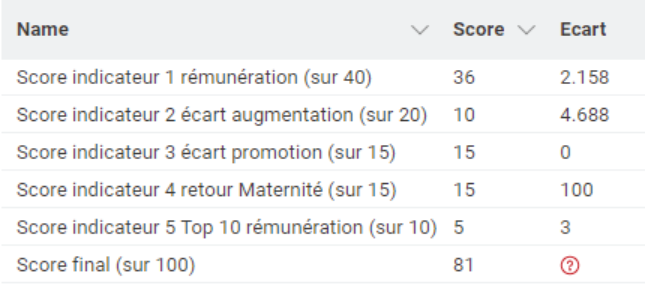 Name Score Ecart
Score indicateur 1 rémunération (sur 40) 36 2.158
Score indicateur 2 écart augmentation (sur 20) 10 4.688
Score indicateur 3 écart promotion (sur 15) 15 0
Score indicateur 4 retour Maternité (sur 15) 15 100
Score indicateur 5 Top 10 rémunération (sur 10) 5 3
Score final (sur 100) 81 ?